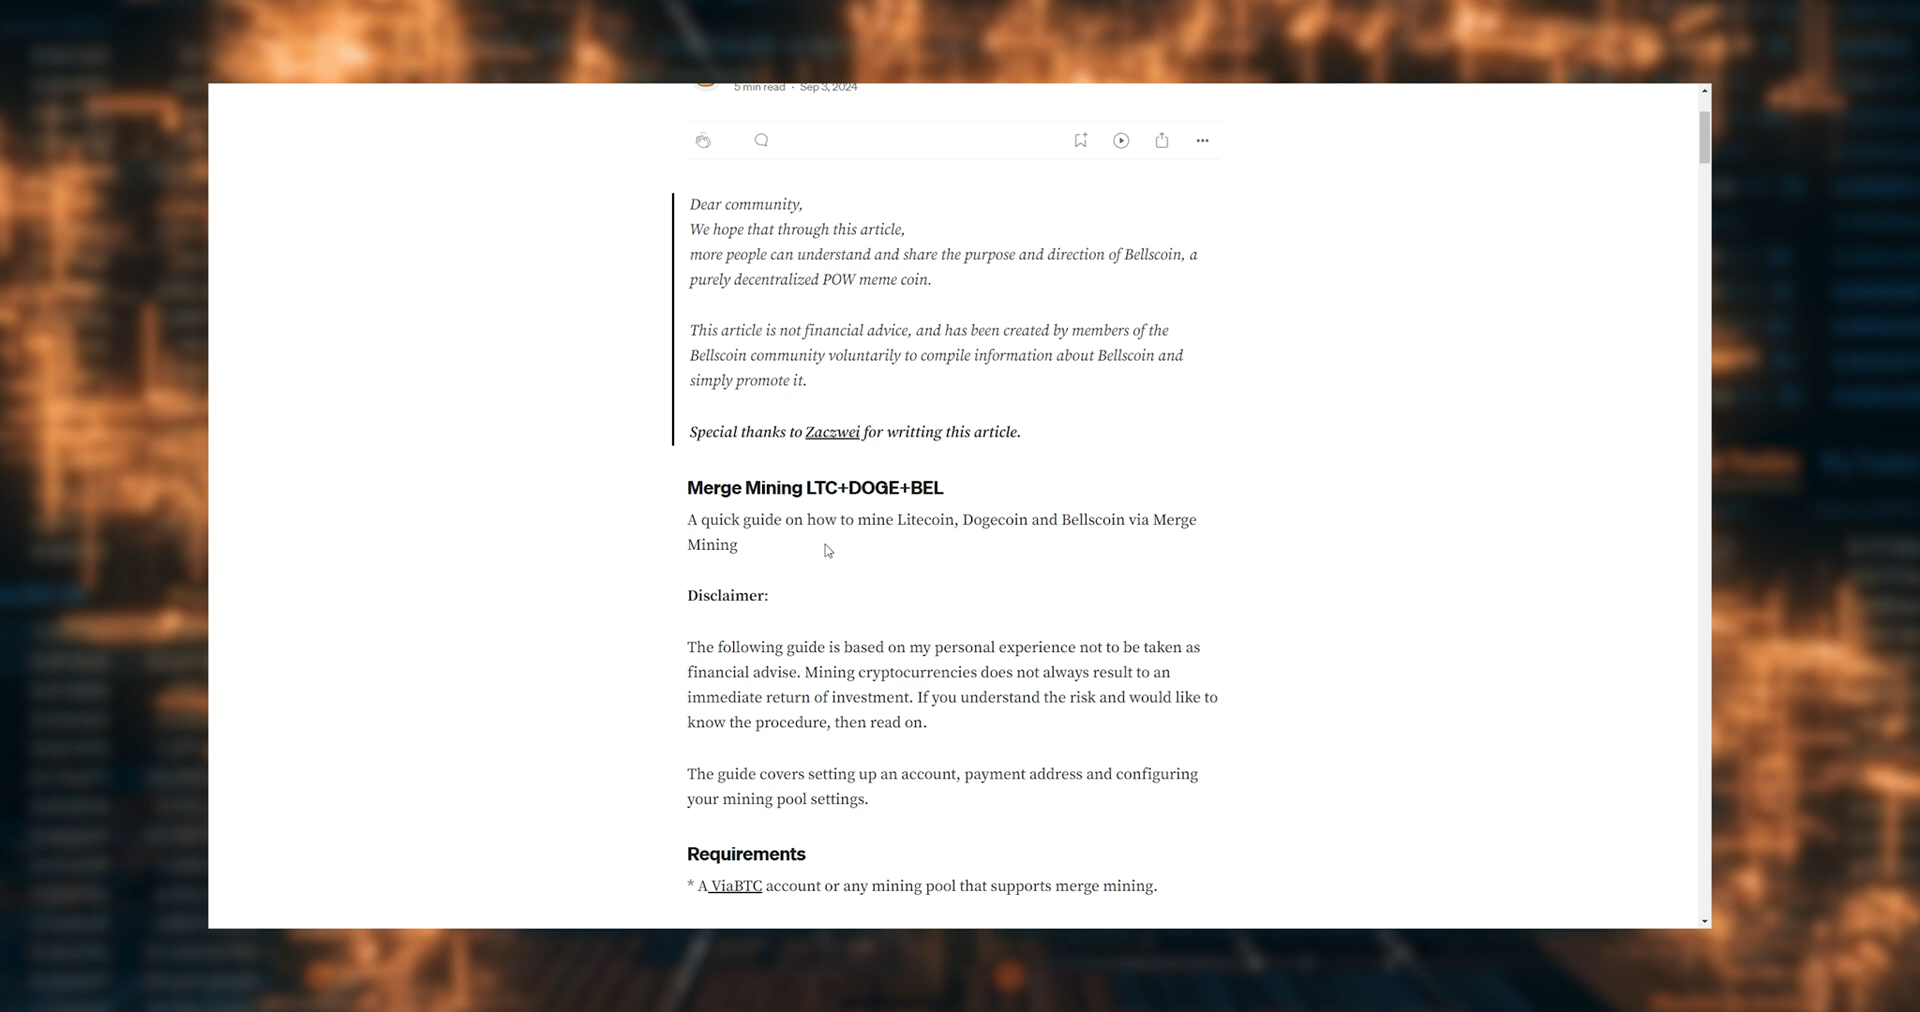 5 min read · Sep 3, 2024
Dear community,
We hope that through this article,
more people can understand and share the purpose and direction of Bellscoin, a
purely decentralized POW meme coin.
This article is not financial advice, and has been created by members of the
Bellscoin community voluntarily to compile information about Bellscoin and
simply promote it.
Special thanks to Zaczwei for writting this article.
Merge Mining LTC+DOGE+BEL
A quick guide on how to mine Litecoin, Dogecoin and Bellscoin via Merge
Mining
Disclaimer:
The following guide is based on my personal experience not to be taken as
financial advise. Mining cryptocurrencies does not always result to an
immediate return of investment. If you understand the risk and would like to
know the procedure, then read on.
The guide covers setting up an account, payment address and configuring
your mining pool settings.
Requirements
* A ViaBTC account or any mining pool that supports merge mining.